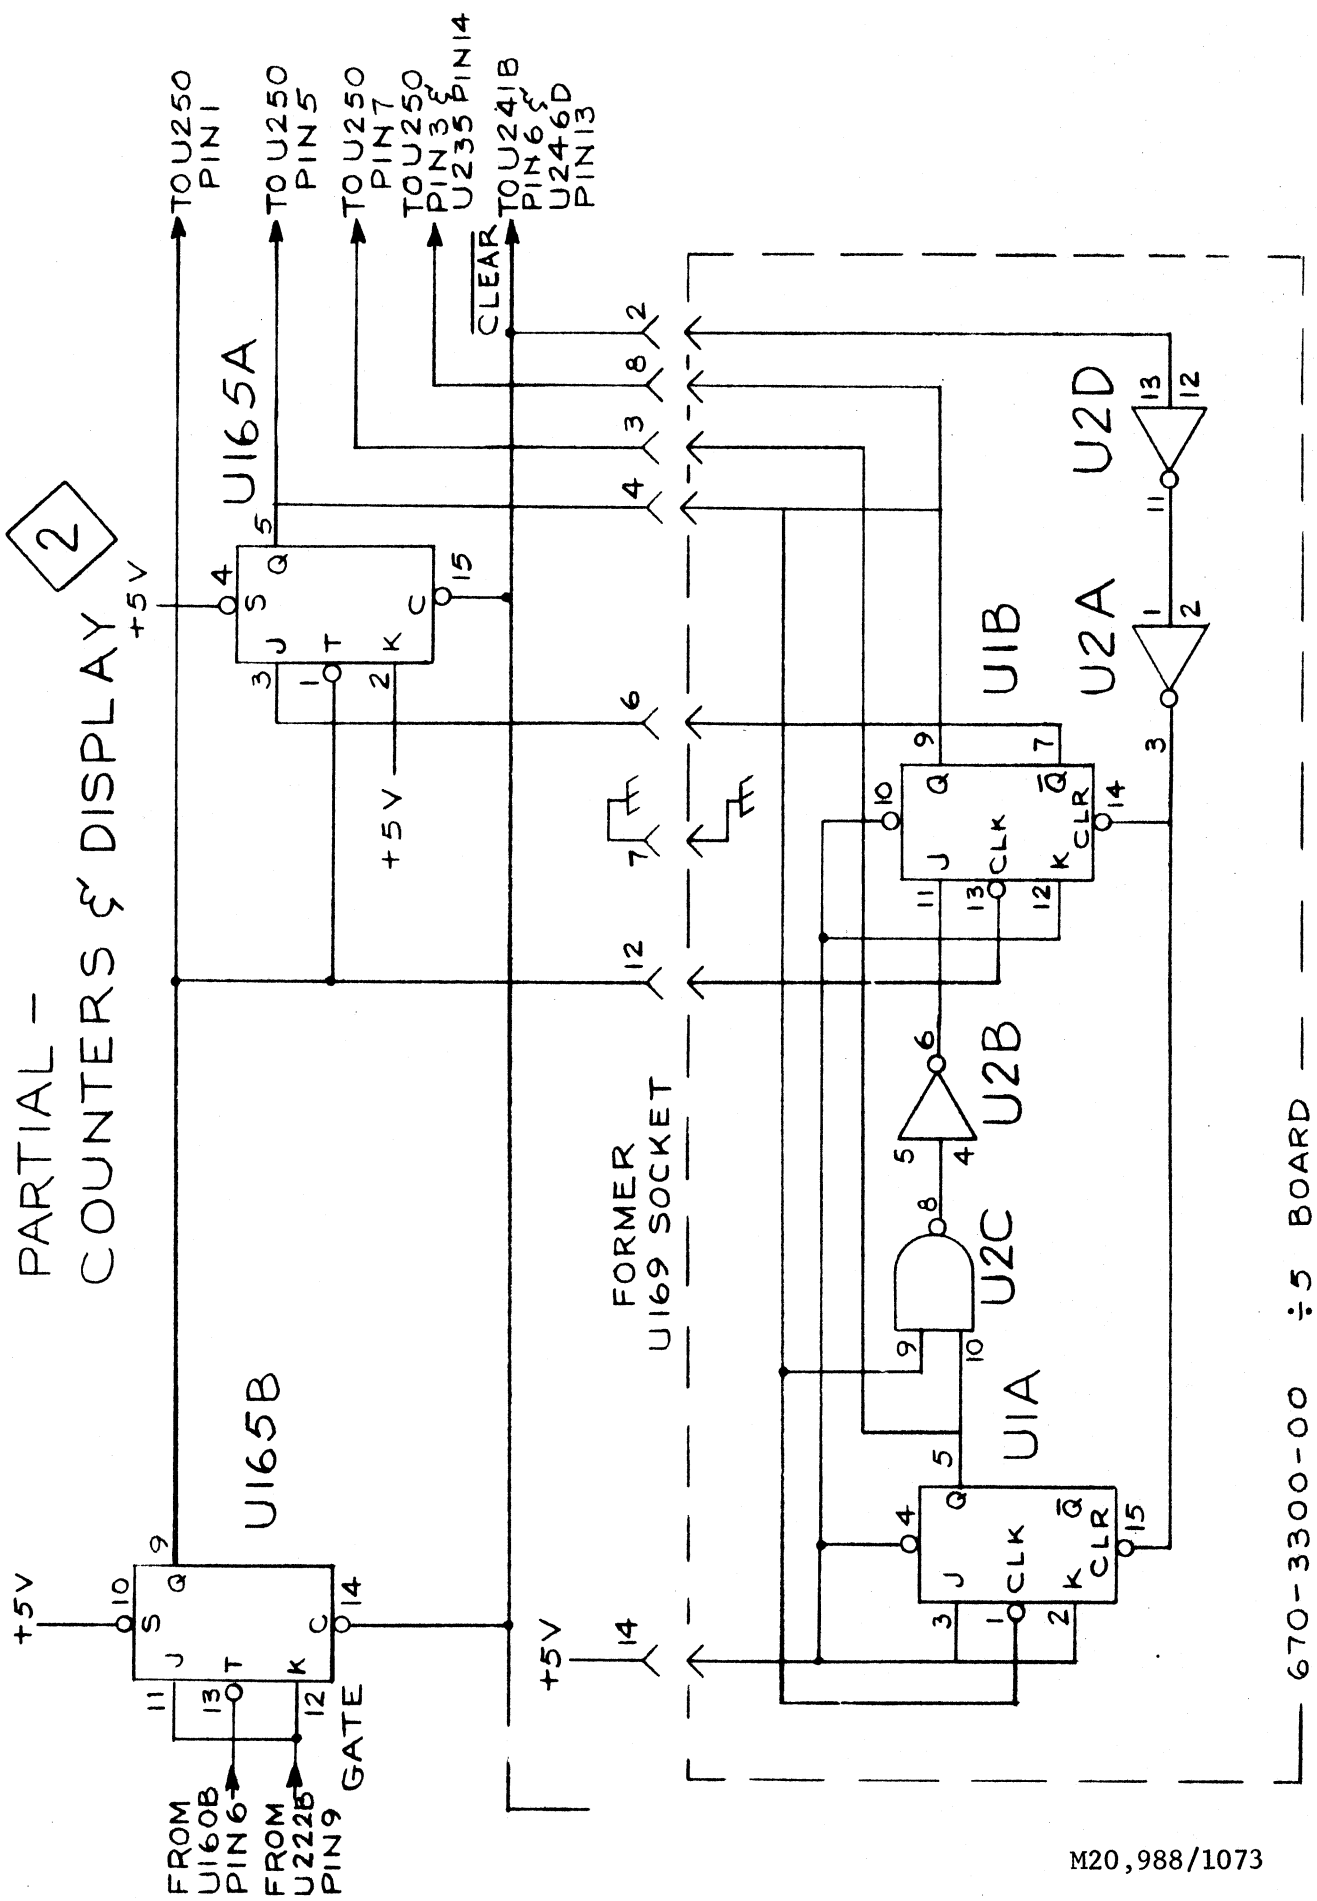 PARTIAL -
COUNTERS & DISPLAY
2
FROM
U160B
PIN6
FROM
U222B
PIN9
GATE
+5V
10
S
11
J
13
T
12
K
Q
9
C
14
U165B
+5V
4
S
3
J
1
T
2
K
+5V
Q
5
C
15
U165A
TO U250
PIN 1
TO U250
PIN 5
TO U250
PIN 7
TO U250
PIN 3 &
U235 PIN 14
CLEAR
TO U241B
PIN 6 &
U246D
PIN 13
FORMER
U169 SOCKET
+5V
14
12
7
6
4
3
8
2
4
3
J
1
CLK
2
K
Q
5
Q̅
CLR
15
U1A
9
10
8
U2C
5
4
6
U2B
10
11
J
13
CLK
12
K
Q
9
Q̅
7
CLR
14
U1B
3
1
2
U2A
11
13
12
U2D
670-3300-00 ÷5 BOARD
M20,988/1073